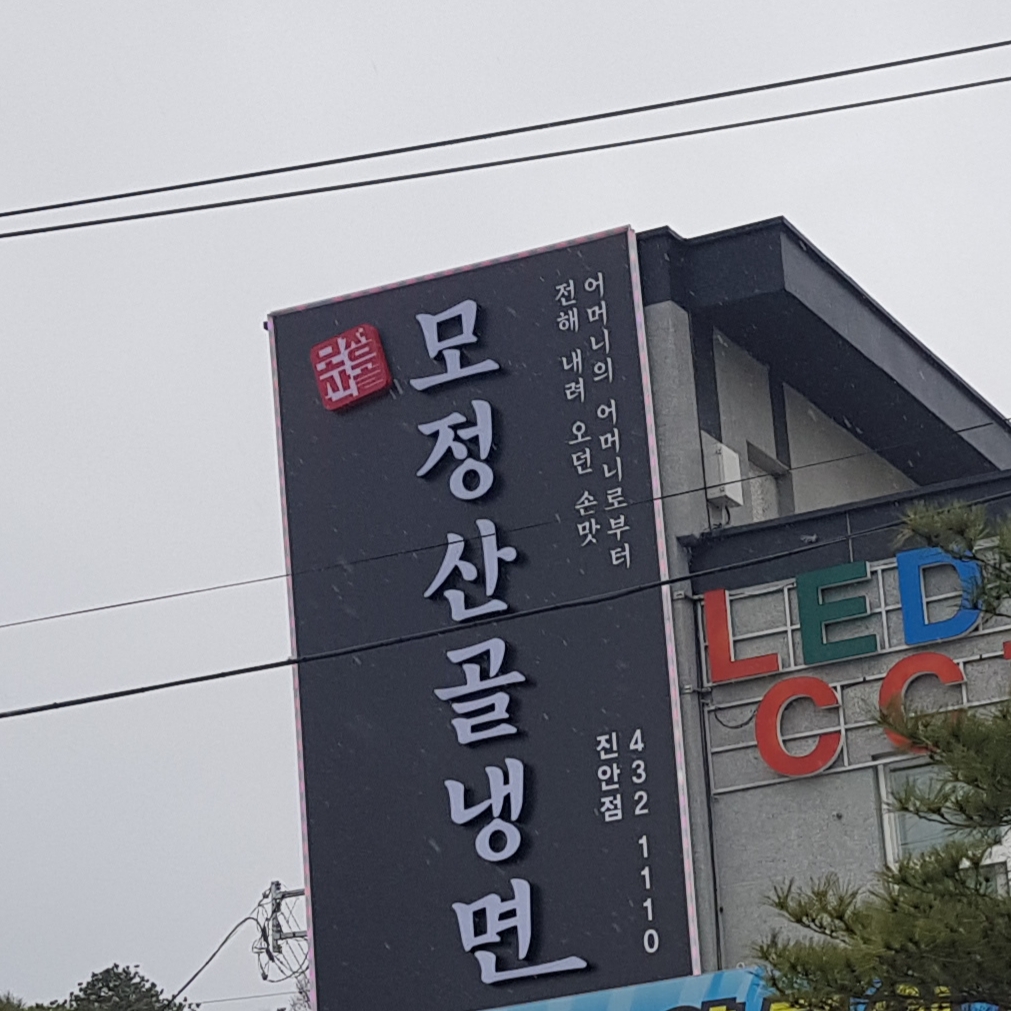 어머니의 어머니로부터
전해 내려 오던 손맛
모정산골냉면
432 1110
진안점
LED
CC